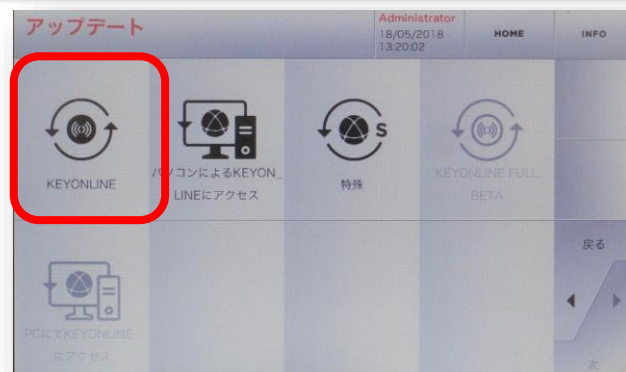 アップデート
Administrator
18/05/2018
13:20:02
HOME
INFO
KEYONLINE
パソコンによるKEYON_
LINEにアクセス
S
特殊
KEYONLINE FULL
BETA
戻る
PCにてKEYONLINE
にアクセス
次